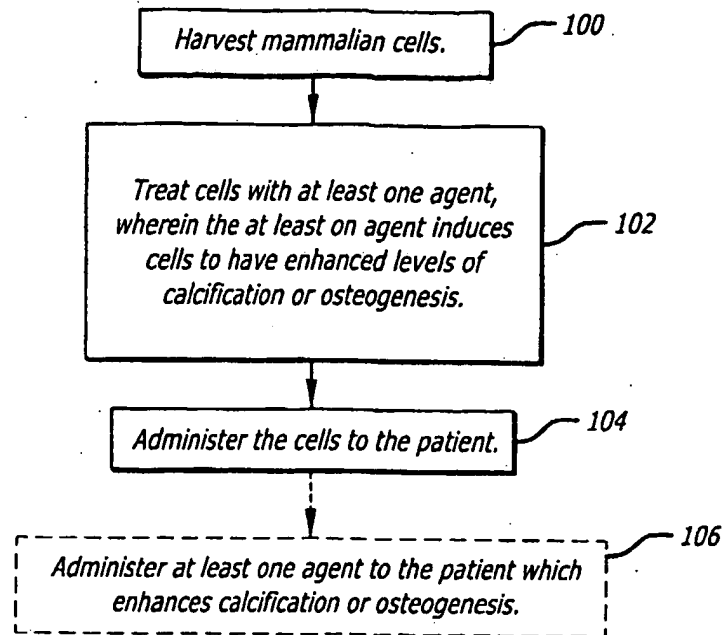 Harvest mammalian cells.
100
Treat cells with at least one agent,
wherein the at least on agent induces
cells to have enhanced levels of
calcification or osteogenesis.
102
Administer the cells to the patient.
104
Administer at least one agent to the patient which
enhances calcification or osteogenesis.
106